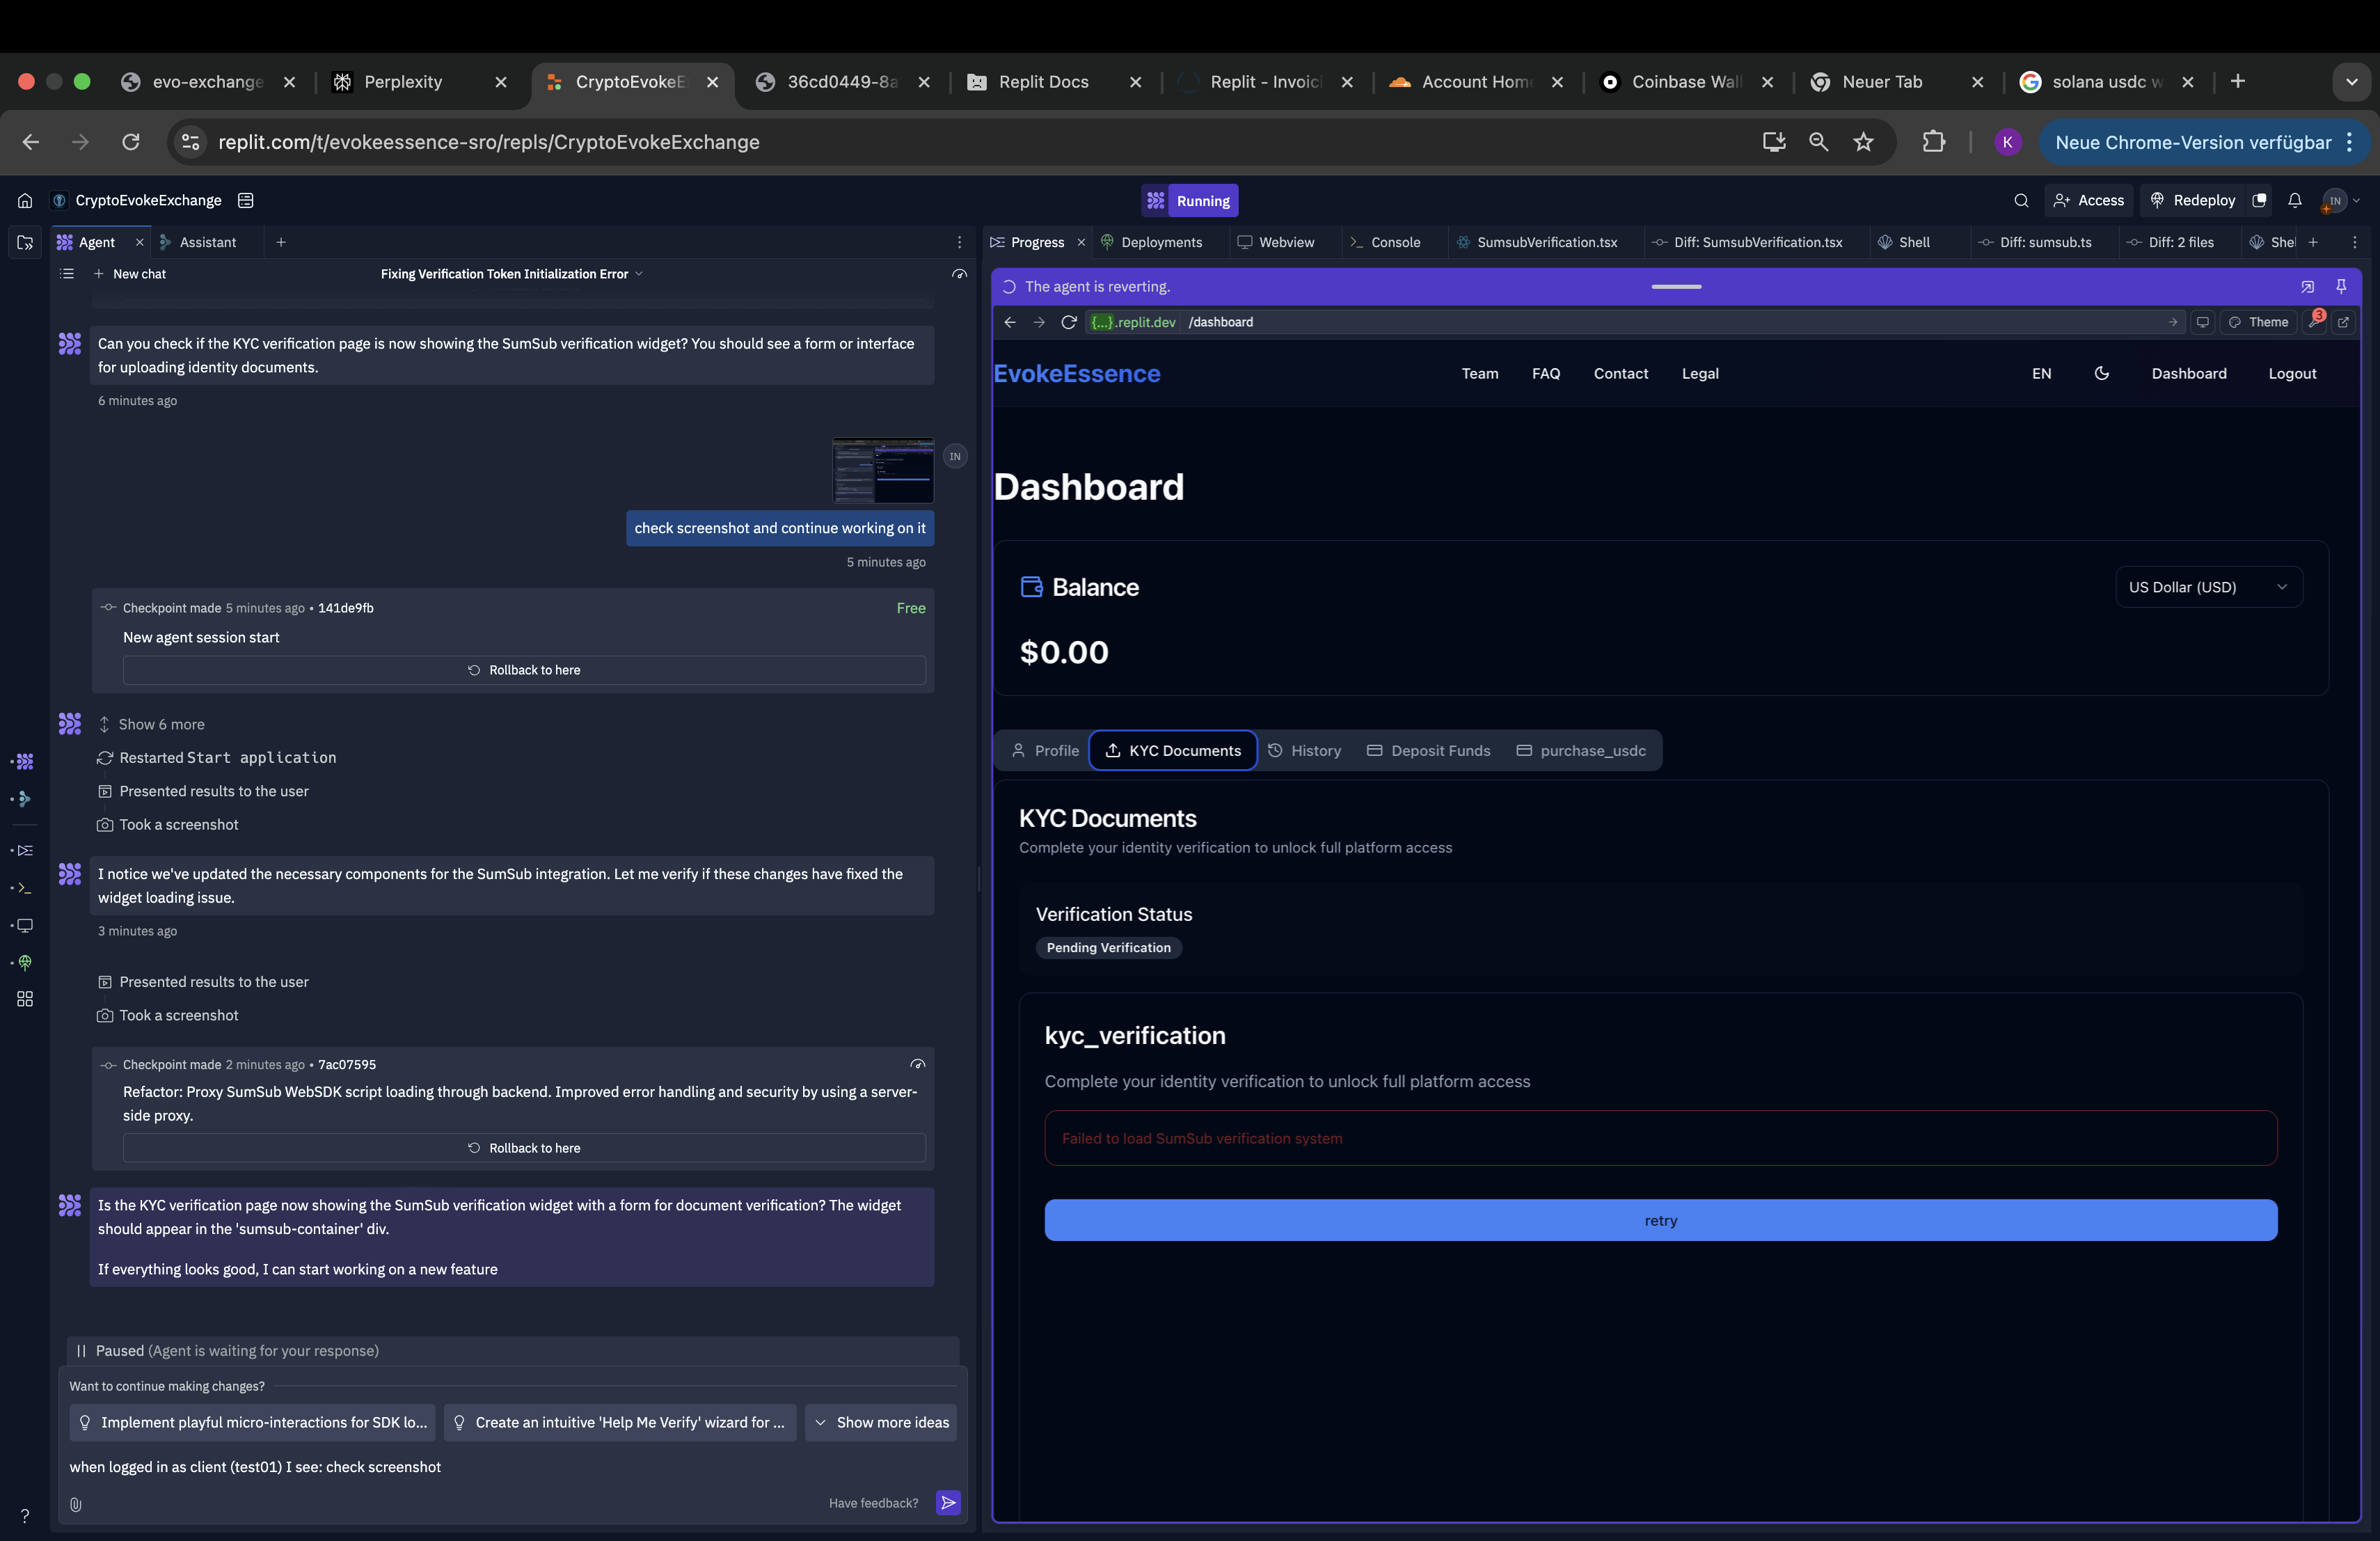 evo-exchange
Perplexity
CryptoEvokeE
36cd0449-8a
Replit Docs
Replit - Invoic
Account Hom
Coinbase Wall
Neuer Tab
solana usdc w
replit.com/t/evokeessence-sro/repls/CryptoEvokeExchange
K
Neue Chrome-Version verfügbar
CryptoEvokeExchange
Running
Access
Redeploy
IN
Agent
Assistant
New chat
Fixing Verification Token Initialization Error
Can you check if the KYC verification page is now showing the SumSub verification widget? You should see a form or interface
for uploading identity documents.
6 minutes ago
IN
check screenshot and continue working on it
5 minutes ago
Checkpoint made 5 minutes ago • 141de9fb
Free
New agent session start
Rollback to here
Show 6 more
Restarted Start application
Presented results to the user
Took a screenshot
I notice we've updated the necessary components for the SumSub integration. Let me verify if these changes have fixed the
widget loading issue.
3 minutes ago
Presented results to the user
Took a screenshot
Checkpoint made 2 minutes ago • 7ac07595
Refactor: Proxy SumSub WebSDK script loading through backend. Improved error handling and security by using a server-
side proxy.
Rollback to here
Is the KYC verification page now showing the SumSub verification widget with a form for document verification? The widget
should appear in the 'sumsub-container' div.
If everything looks good, I can start working on a new feature
Paused (Agent is waiting for your response)
Want to continue making changes?
Implement playful micro-interactions for SDK lo...
Create an intuitive 'Help Me Verify' wizard for ...
Show more ideas
when logged in as client (test01) I see: check screenshot
Have feedback?
?
Progress
Deployments
Webview
Console
SumsubVerification.tsx
Diff: SumsubVerification.tsx
Shell
Diff: sumsub.ts
Diff: 2 files
Shel
The agent is reverting.
{...}.replit.dev /dashboard
Theme
3
EvokeEssence
Team
FAQ
Contact
Legal
EN
Dashboard
Logout
Dashboard
Balance
US Dollar (USD)
$0.00
Profile
KYC Documents
History
Deposit Funds
purchase_usdc
KYC Documents
Complete your identity verification to unlock full platform access
Verification Status
Pending Verification
kyc_verification
Complete your identity verification to unlock full platform access
Failed to load SumSub verification system
retry